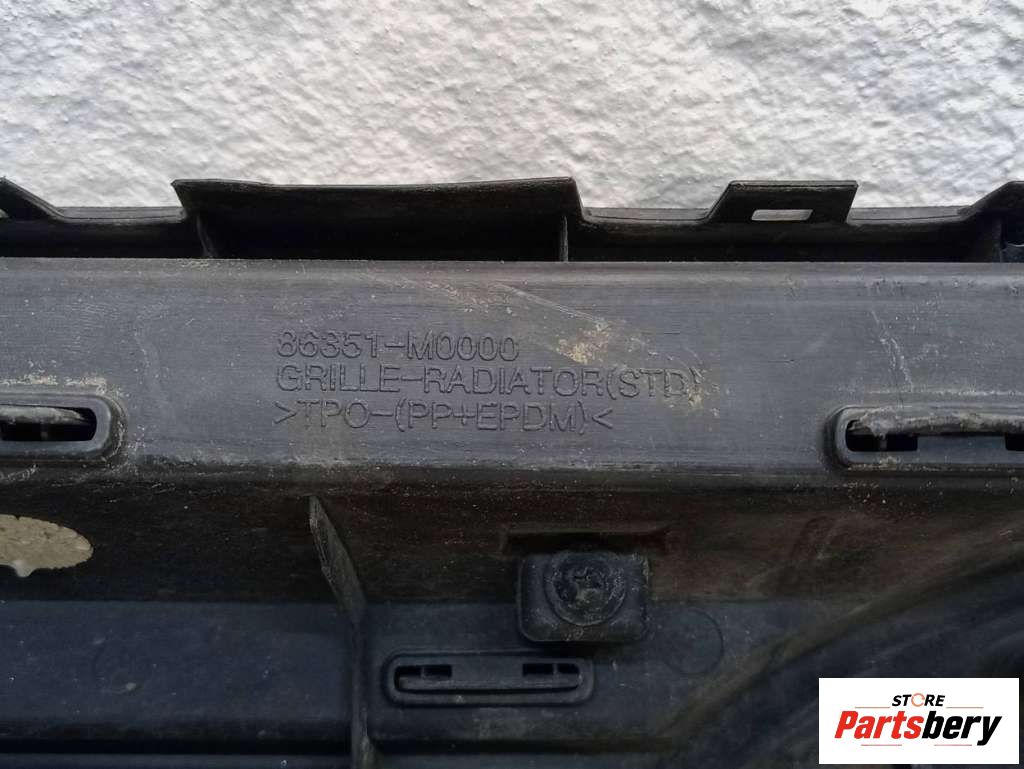 86351-M0000
GRILLE-RADIATOR(STD)
>TPO-(PP+EPDM)<
STORE
Partsbery